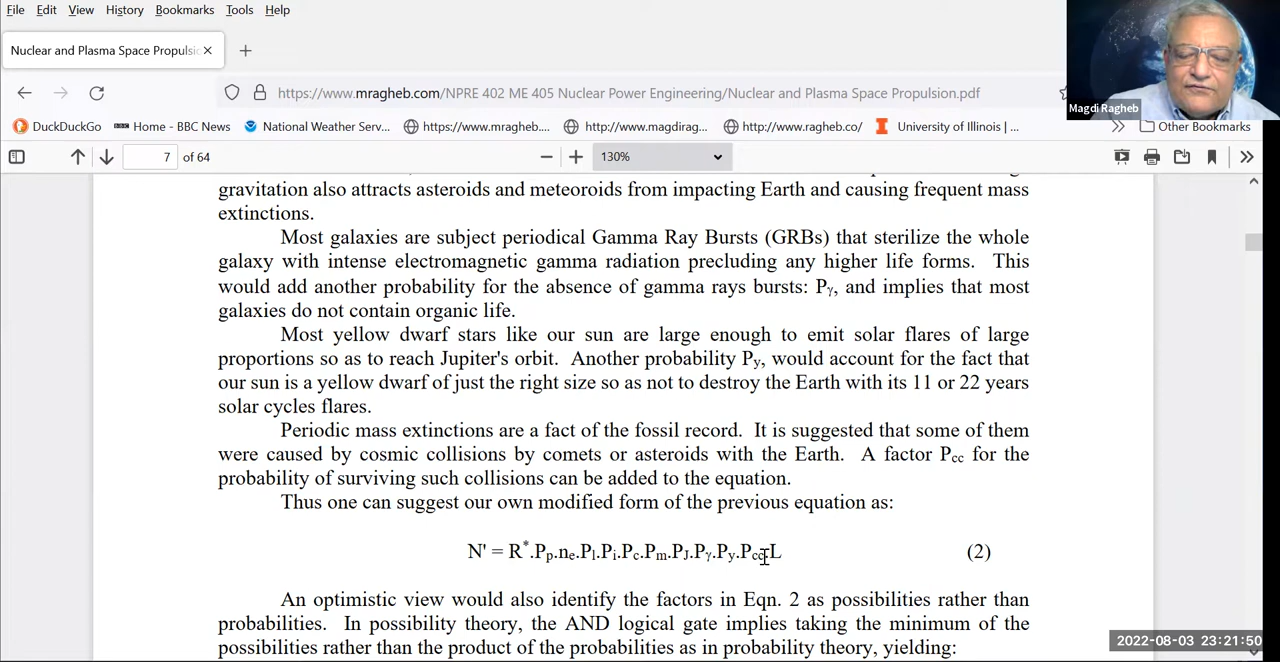 File Edit View History Bookmarks Tools Help
Nuclear and Plasma Space Propulsi
https://www.mragheb.com/NPRE 402 ME 405 Nuclear Power Engineering/Nuclear and Plasma Space Propulsion.pdf
Magdi Ragheb
DuckDuckGo BBC Home - BBC News National Weather Serv... https://www.mragheb.... http://www.magdirag... http://www.ragheb.co/ University of Illinois | ... Other Bookmarks
7 of 64 130%
gravitation also attracts asteroids and meteoroids from impacting Earth and causing frequent mass
extinctions.
Most galaxies are subject periodical Gamma Ray Bursts (GRBs) that sterilize the whole
galaxy with intense electromagnetic gamma radiation precluding any higher life forms. This
would add another probability for the absence of gamma rays bursts: Pγ, and implies that most
galaxies do not contain organic life.
Most yellow dwarf stars like our sun are large enough to emit solar flares of large
proportions so as to reach Jupiter's orbit. Another probability Py, would account for the fact that
our sun is a yellow dwarf of just the right size so as not to destroy the Earth with its 11 or 22 years
solar cycles flares.
Periodic mass extinctions are a fact of the fossil record. It is suggested that some of them
were caused by cosmic collisions by comets or asteroids with the Earth. A factor Pcc for the
probability of surviving such collisions can be added to the equation.
Thus one can suggest our own modified form of the previous equation as:
N' = R*.Pp.ne.Pl.Pi.Pc.Pm.PJ.Pγ.Py.Pcc.L (2)
An optimistic view would also identify the factors in Eqn. 2 as possibilities rather than
probabilities. In possibility theory, the AND logical gate implies taking the minimum of the
possibilities rather than the product of the probabilities as in probability theory, yielding:
2022-08-03 23:21:50